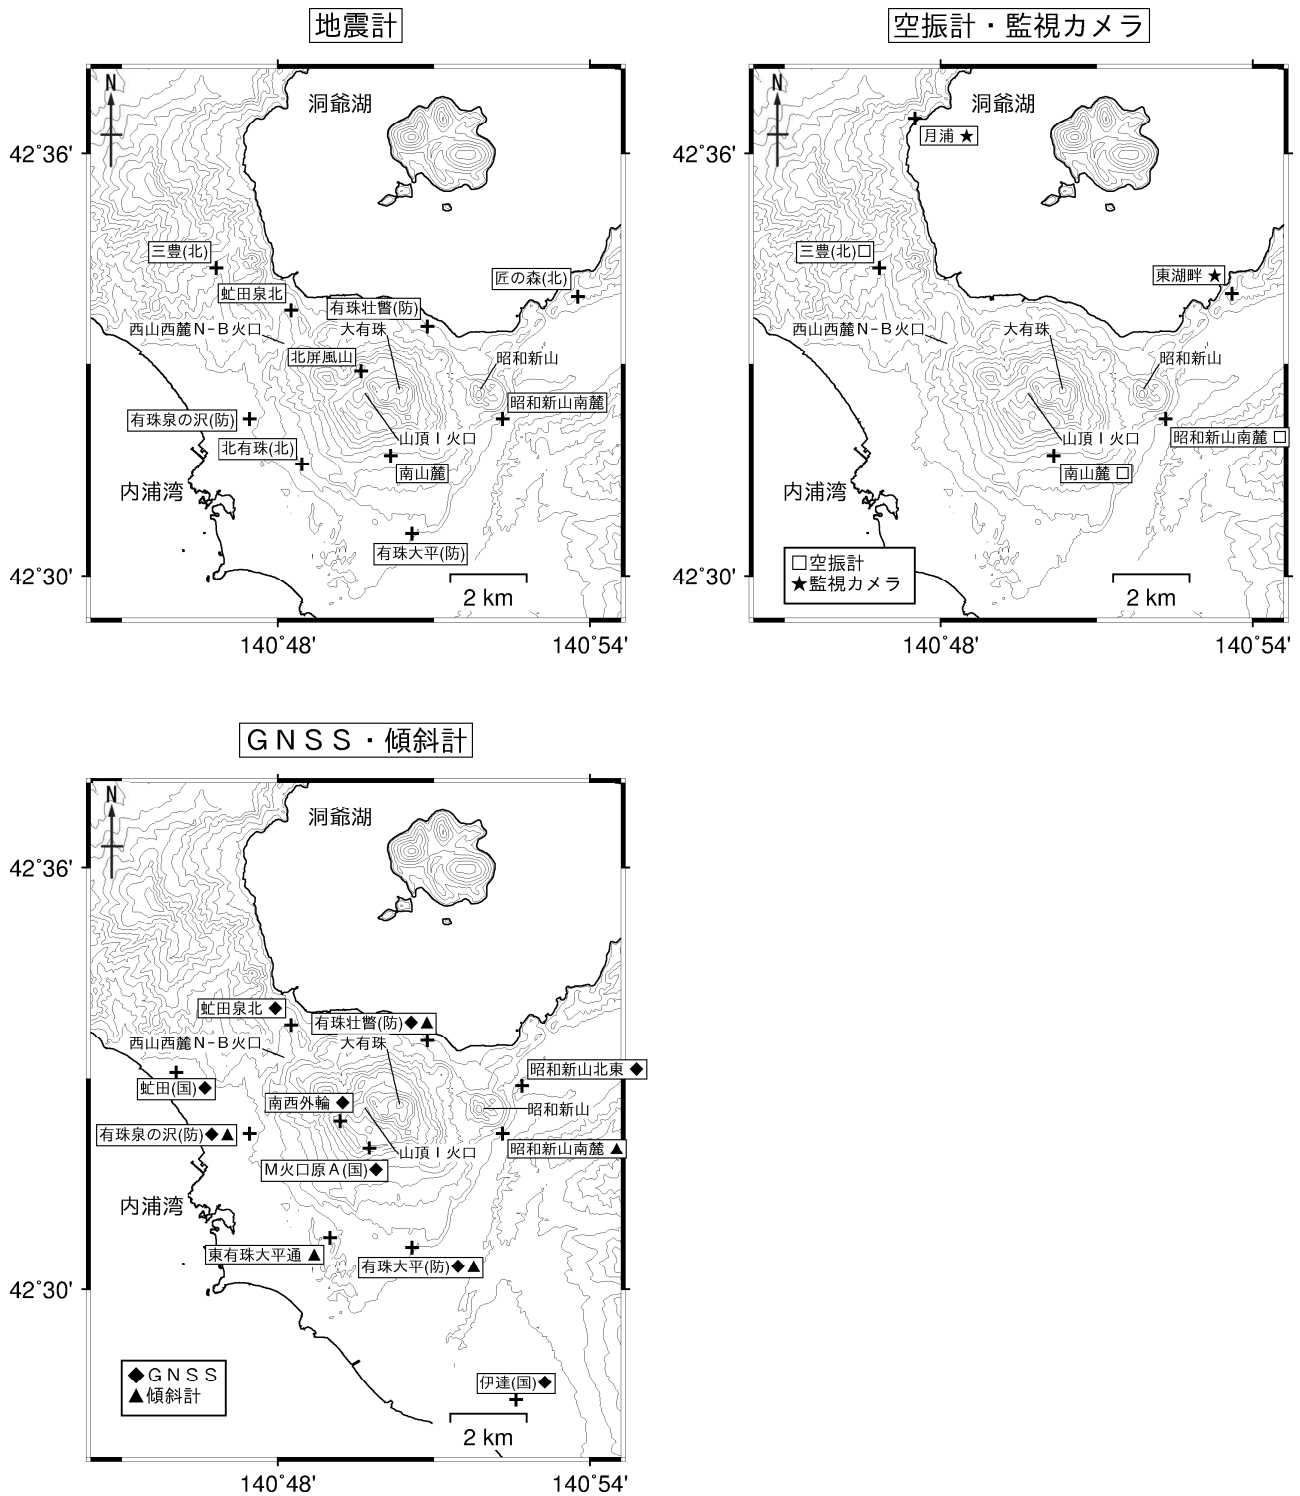 地震計
N
洞爺湖
42°36'
三豊(北)
匠の森(北)
虻田泉北
有珠壮瞥(防)
西山西麓N-B火口
大有珠
北屏風山
昭和新山
昭和新山南麓
有珠泉の沢(防)
山頂Ⅰ火口
北有珠(北)
南山麓
内浦湾
有珠大平(防)
42°30'
2 km
140°48'
140°54'
空振計・監視カメラ
N
洞爺湖
月浦 ★
42°36'
三豊(北)□
東湖畔 ★
西山西麓N-B火口
大有珠
昭和新山
山頂Ⅰ火口
昭和新山南麓 □
南山麓 □
内浦湾
□空振計
★監視カメラ
42°30'
2 km
140°48'
140°54'
GNSS・傾斜計
N
洞爺湖
42°36'
虻田泉北 ◆
有珠壮瞥(防)◆▲
西山西麓N-B火口
大有珠
昭和新山北東 ◆
虻田(国)◆
南西外輪 ◆
昭和新山
有珠泉の沢(防)◆▲
昭和新山南麓 ▲
山頂Ⅰ火口
M火口原A(国)◆
内浦湾
東有珠大平通 ▲
有珠大平(防)◆▲
42°30'
◆GNSS
▲傾斜計
伊達(国)◆
2 km
140°48'
140°54'